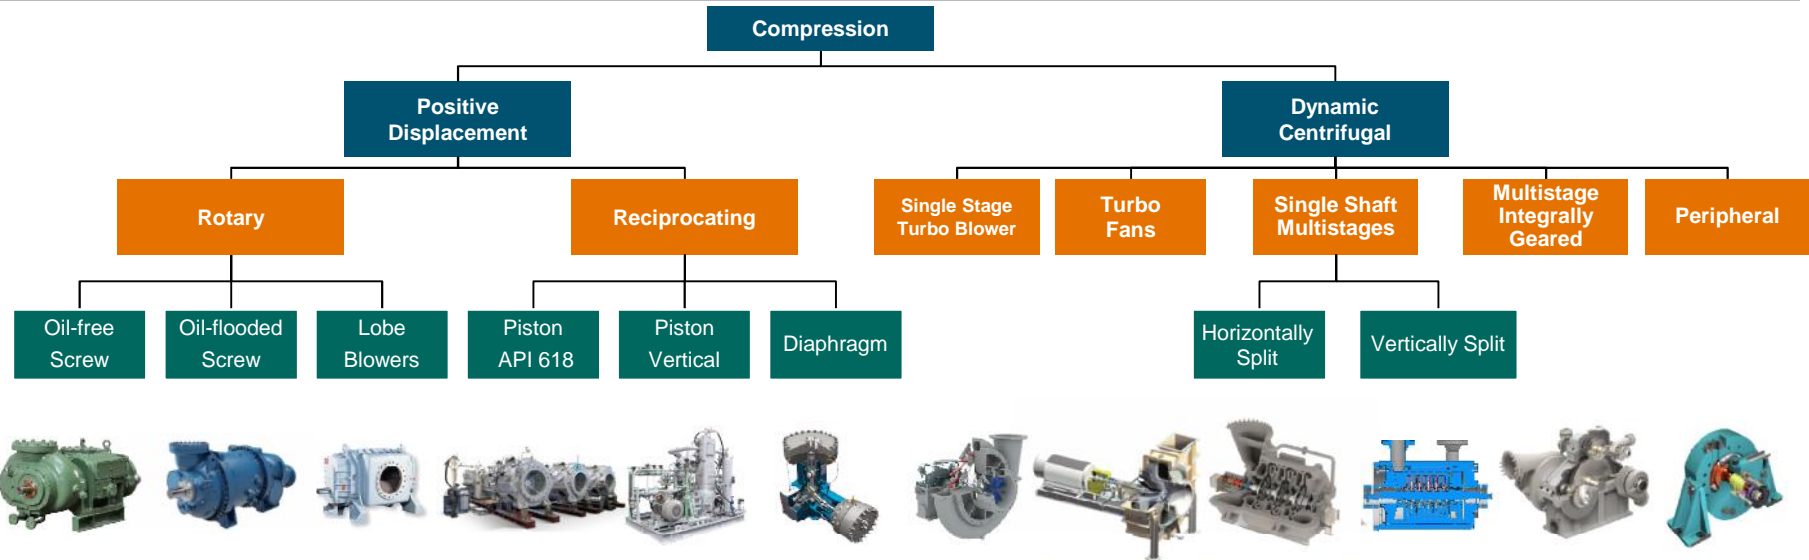 Compression
Positive
Displacement
Dynamic
Centrifugal
Rotary
Reciprocating
Single Stage
Turbo Blower
Turbo
Fans
Single Shaft
Multistages
Multistage
Integrally
Geared
Peripheral
Oil-free
Screw
Oil-flooded
Screw
Lobe
Blowers
Piston
API 618
Piston
Vertical
Diaphragm
Horizontally
Split
Vertically Split